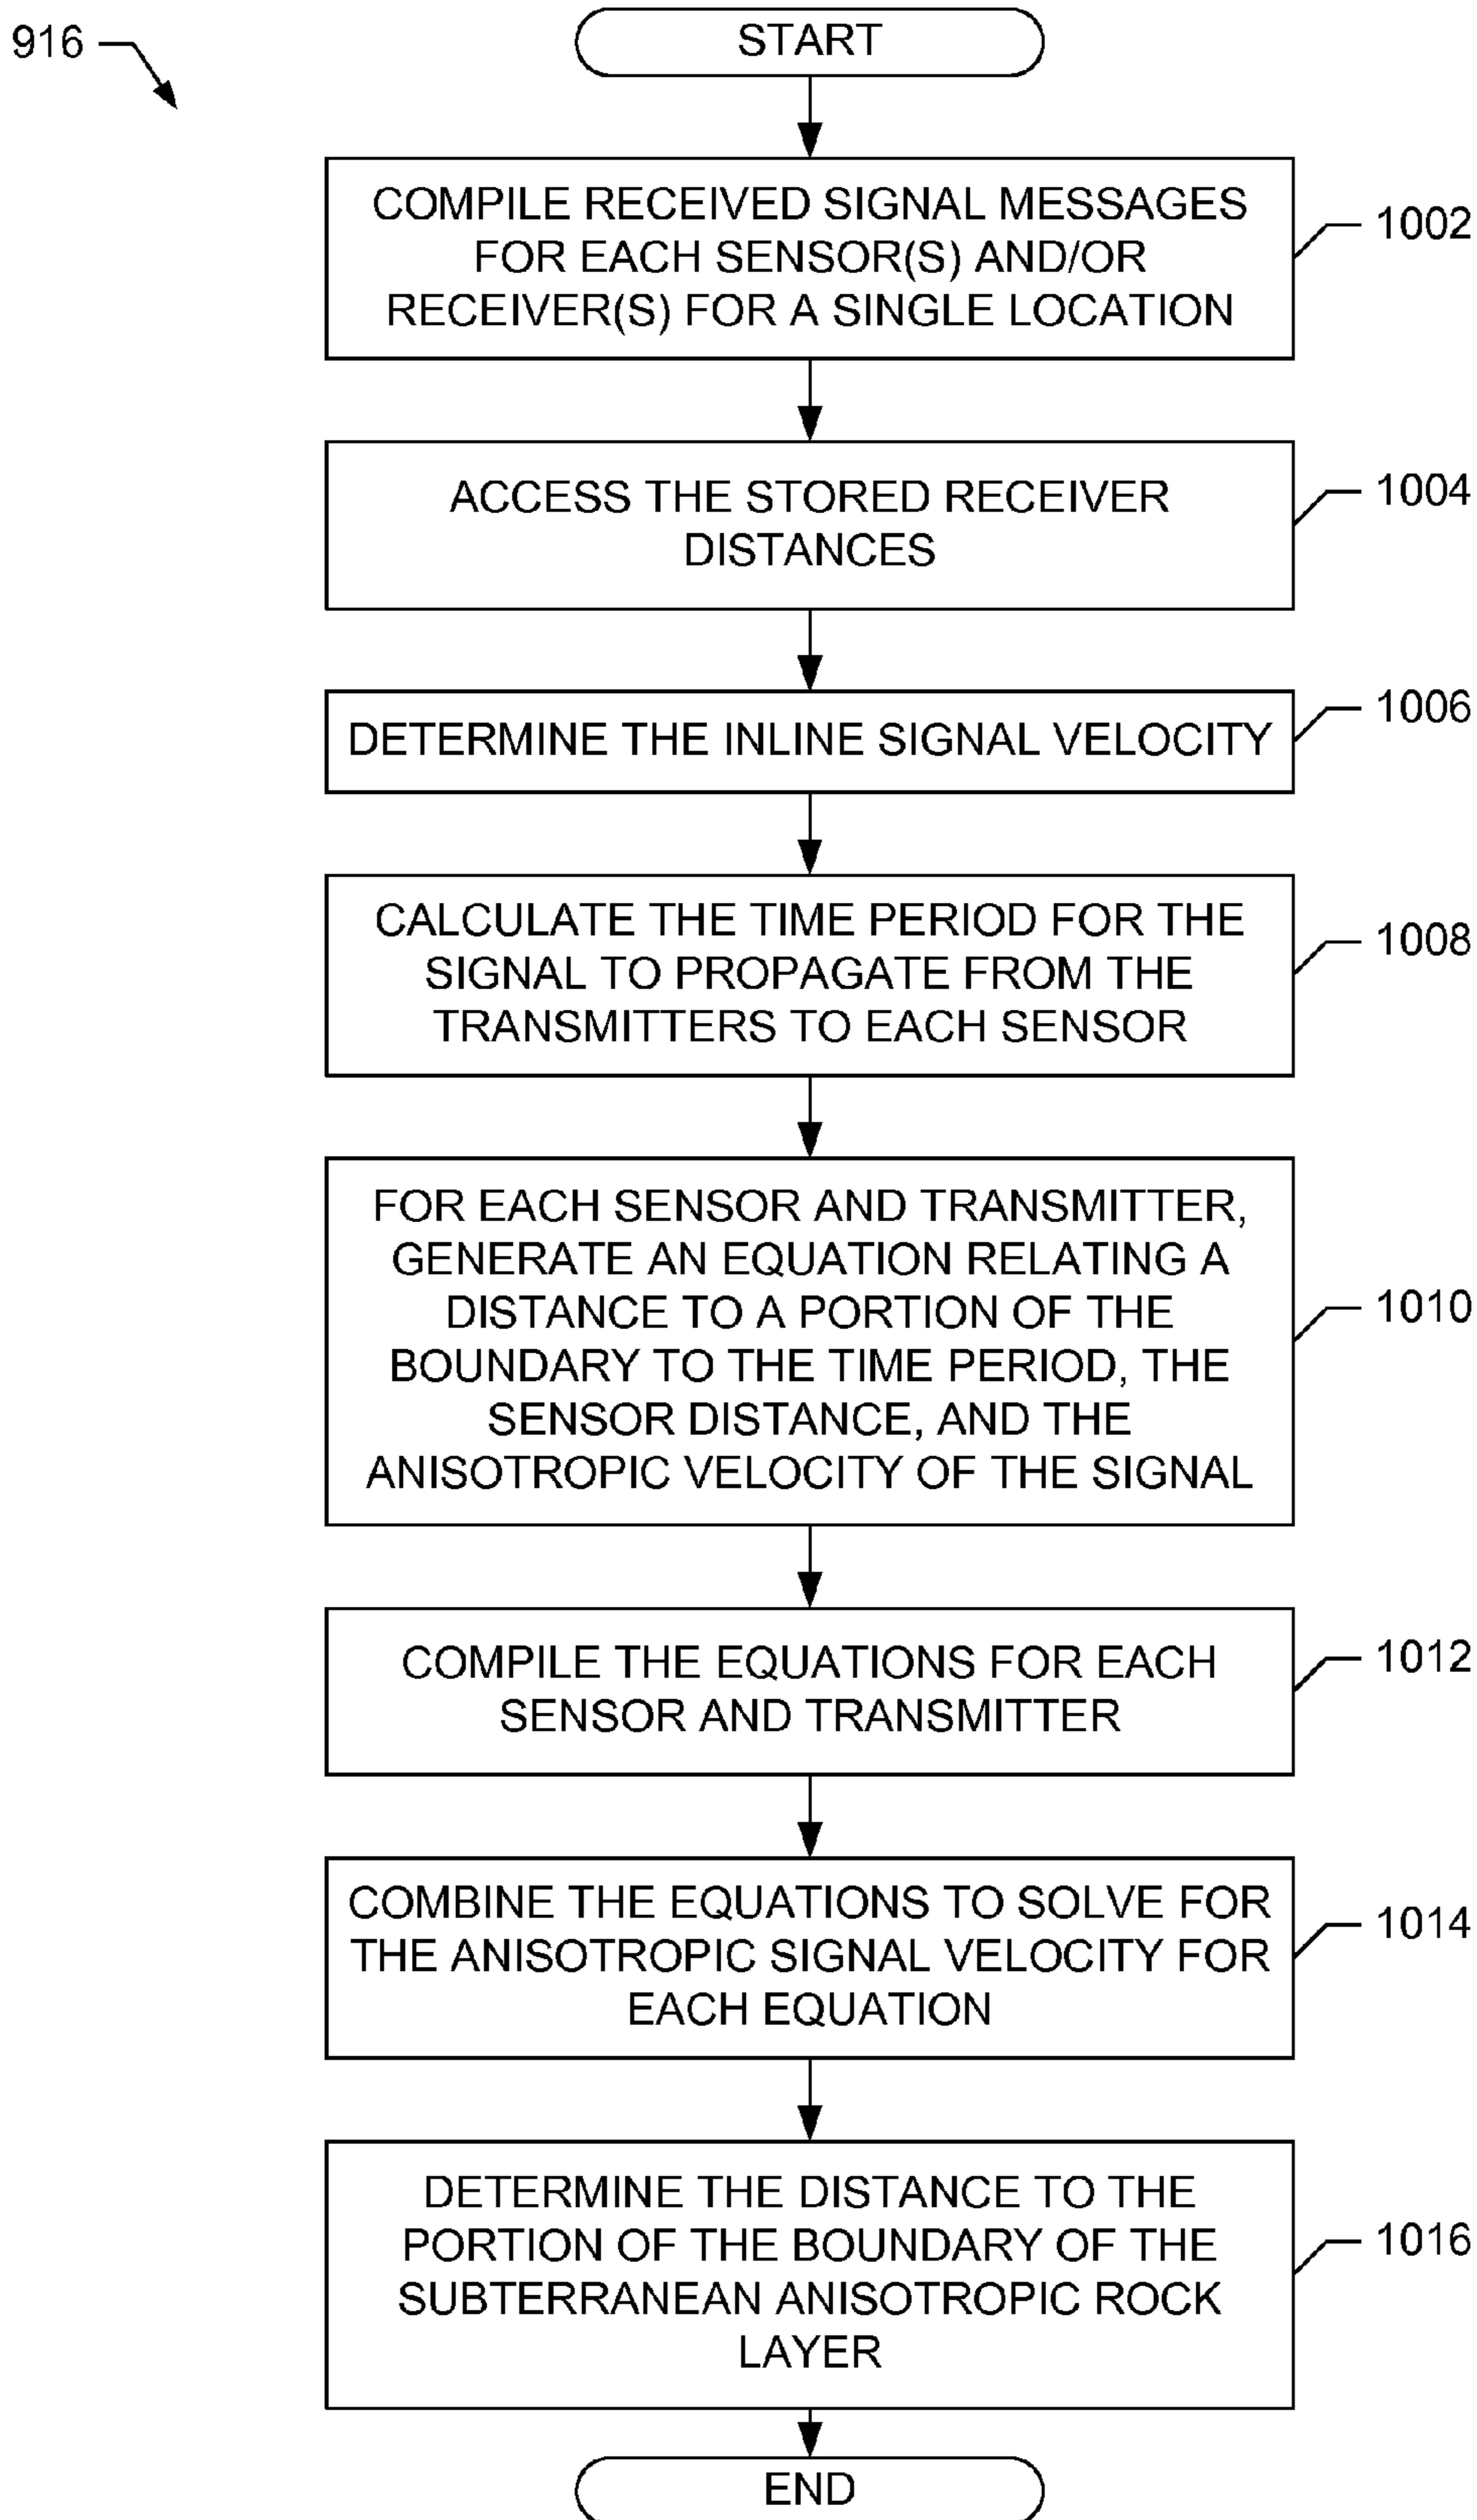 916
START
COMPILE RECEIVED SIGNAL MESSAGES
FOR EACH SENSOR(S) AND/OR
RECEIVER(S) FOR A SINGLE LOCATION
1002
ACCESS THE STORED RECEIVER
DISTANCES
1004
DETERMINE THE INLINE SIGNAL VELOCITY
1006
CALCULATE THE TIME PERIOD FOR THE
SIGNAL TO PROPAGATE FROM THE
TRANSMITTERS TO EACH SENSOR
1008
FOR EACH SENSOR AND TRANSMITTER,
GENERATE AN EQUATION RELATING A
DISTANCE TO A PORTION OF THE
BOUNDARY TO THE TIME PERIOD, THE
SENSOR DISTANCE, AND THE
ANISOTROPIC VELOCITY OF THE SIGNAL
1010
COMPILE THE EQUATIONS FOR EACH
SENSOR AND TRANSMITTER
1012
COMBINE THE EQUATIONS TO SOLVE FOR
THE ANISOTROPIC SIGNAL VELOCITY FOR
EACH EQUATION
1014
DETERMINE THE DISTANCE TO THE
PORTION OF THE BOUNDARY OF THE
SUBTERRANEAN ANISOTROPIC ROCK
LAYER
1016
END